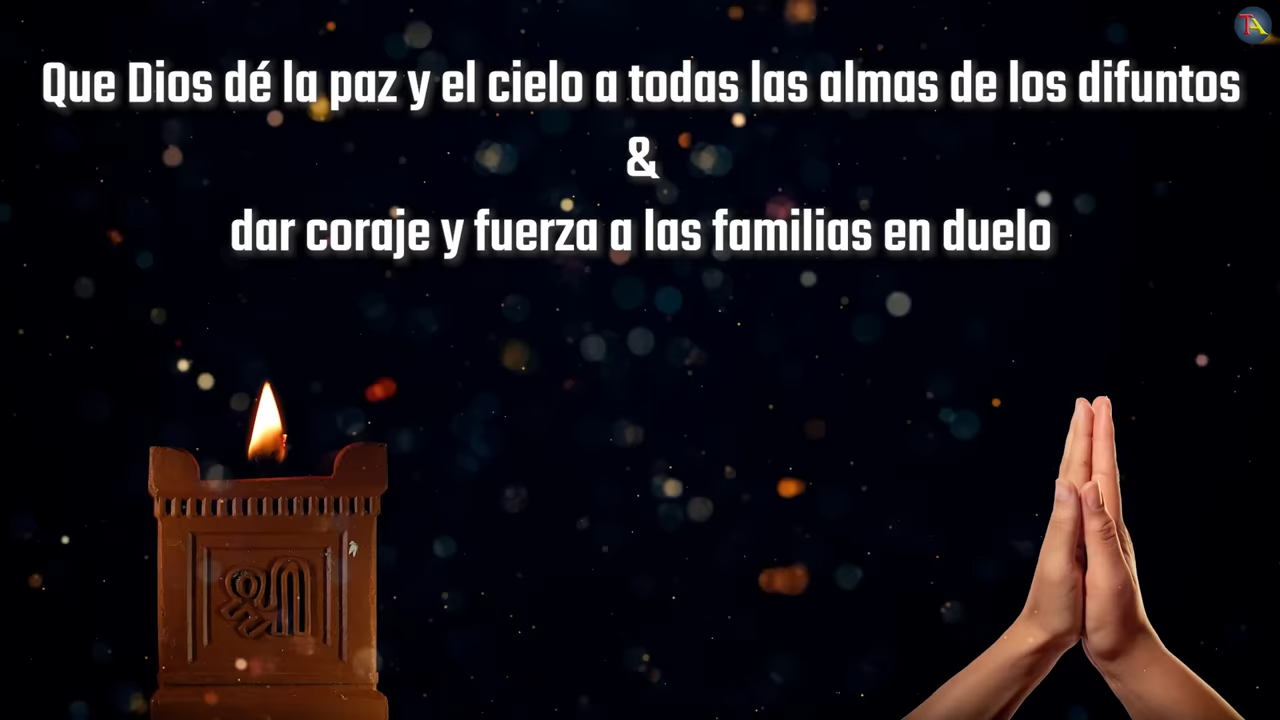 TA
Que Dios dé la paz y el cielo a todas las almas de los difuntos
&
dar coraje y fuerza a las familias en duelo
श्री